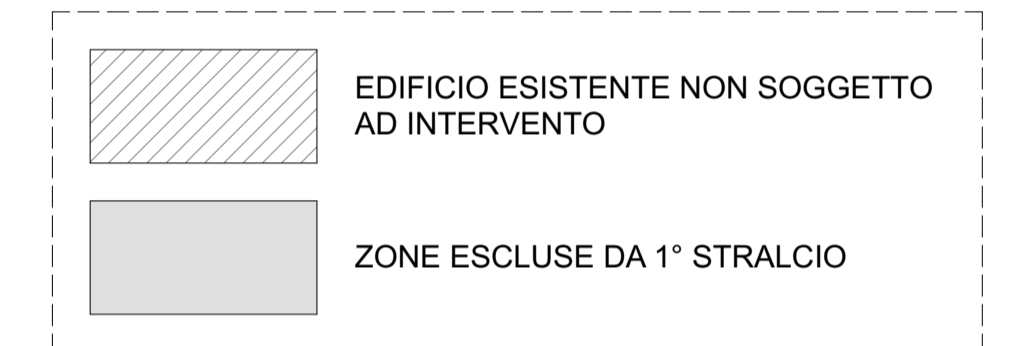 EDIFICIO ESISTENTE NON SOGGETTO
AD INTERVENTO
ZONE ESCLUSE DA 1° STRALCIO